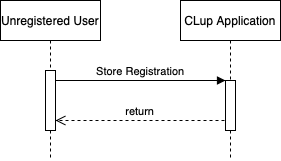 Unregistered User
CLup Application
Store Registration
return